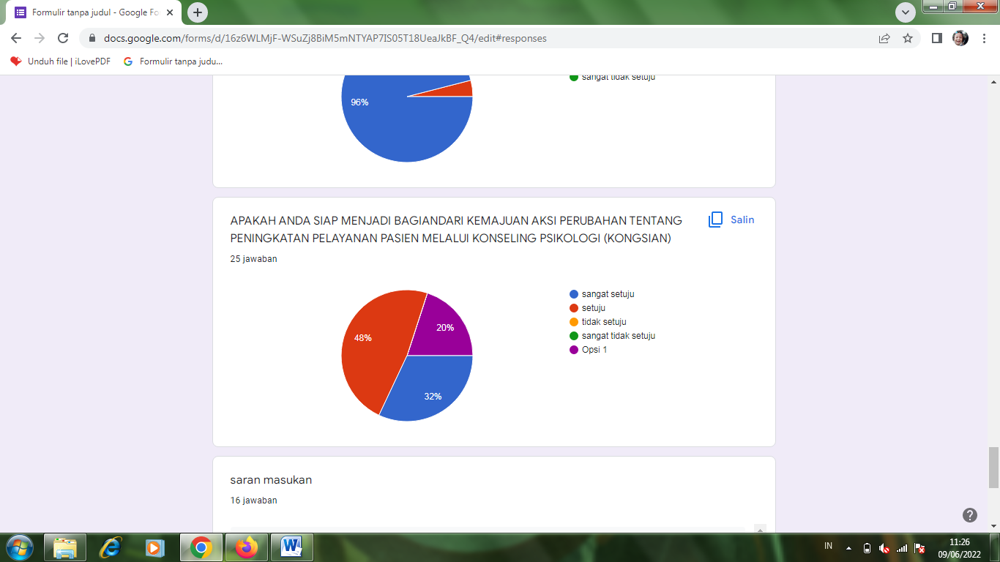 Formulir tanpa judul - Google Fo
docs.google.com/forms/d/16z6WLMjF-WSuZj8BiM5mNTYAP7IS05T18UeaJkBF_Q4/edit#responses
Unduh file | iLovePDF
Formulir tanpa judu...
sangat tidak setuju
96%
APAKAH ANDA SIAP MENJADI BAGIANDARI KEMAJUAN AKSI PERUBAHAN TENTANG
PENINGKATAN PELAYANAN PASIEN MELALUI KONSELING PSIKOLOGI (KONGSIAN)
Salin
25 jawaban
sangat setuju
setuju
tidak setuju
sangat tidak setuju
Opsi 1
20%
48%
32%
saran masukan
16 jawaban
IN
11:26
09/06/2022